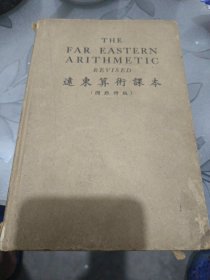 THE
FAR EASTERN
ARITHMETIC
REVISED
遠東算術課本